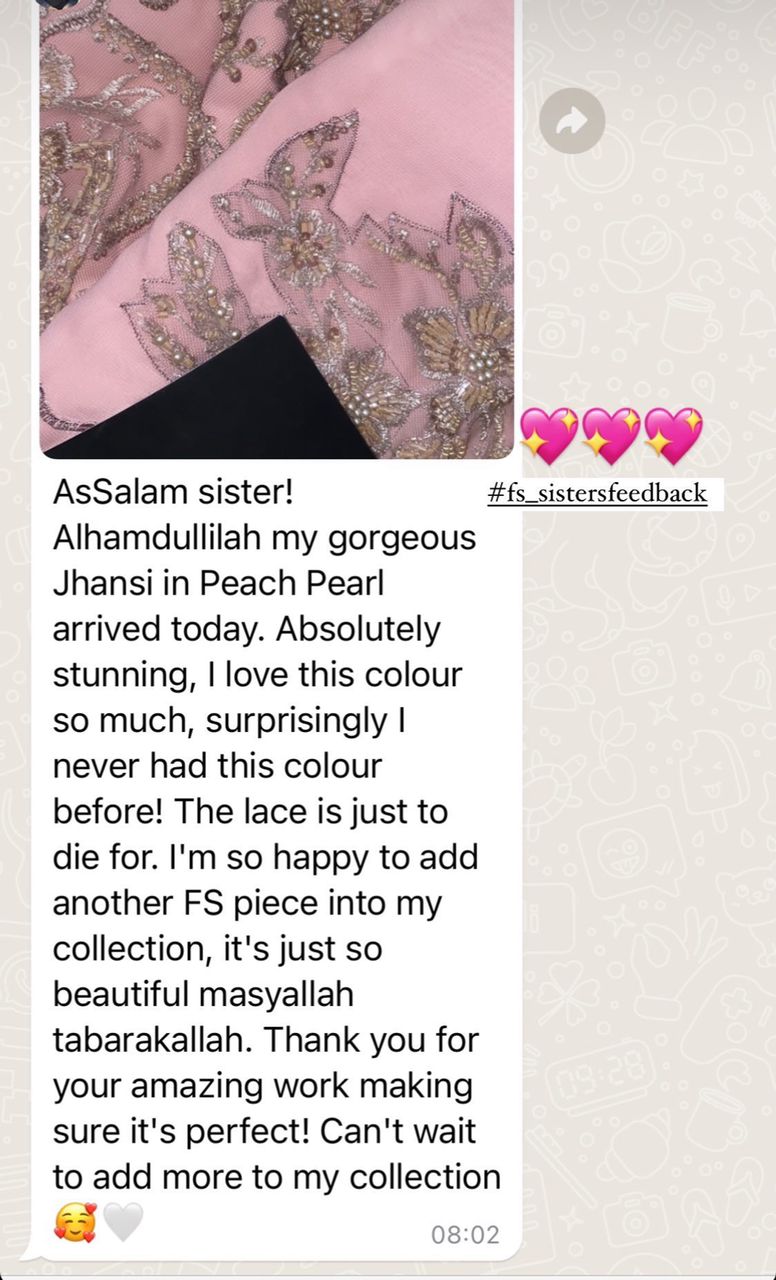 💖💖💖
#fs_sistersfeedback
AsSalam sister!
Alhamdullilah my gorgeous
Jhansi in Peach Pearl
arrived today. Absolutely
stunning, I love this colour
so much, surprisingly I
never had this colour
before! The lace is just to
die for. I'm so happy to add
another FS piece into my
collection, it's just so
beautiful masyallah
tabarakallah. Thank you for
your amazing work making
sure it's perfect! Can't wait
to add more to my collection
🥰🤍 08:02